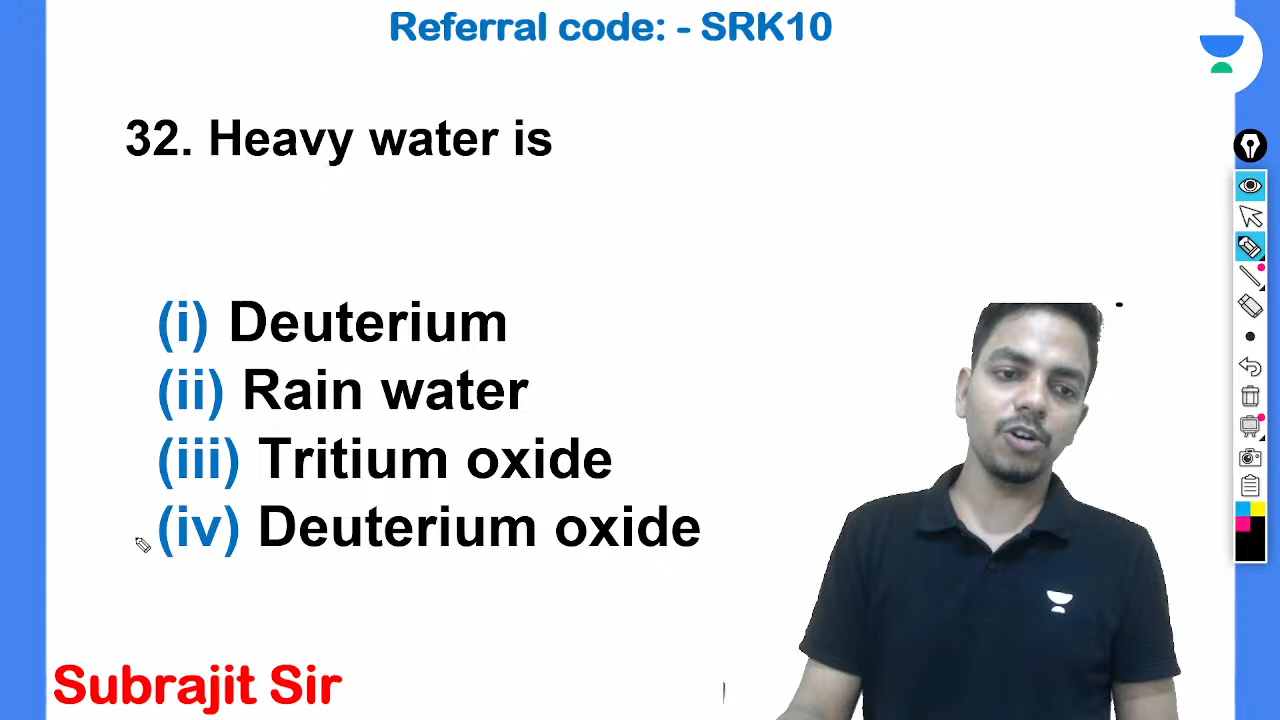 Referral code: - SRK10
32. Heavy water is
(i) Deuterium
(ii) Rain water
(iii) Tritium oxide
(iv) Deuterium oxide
Subrajit Sir